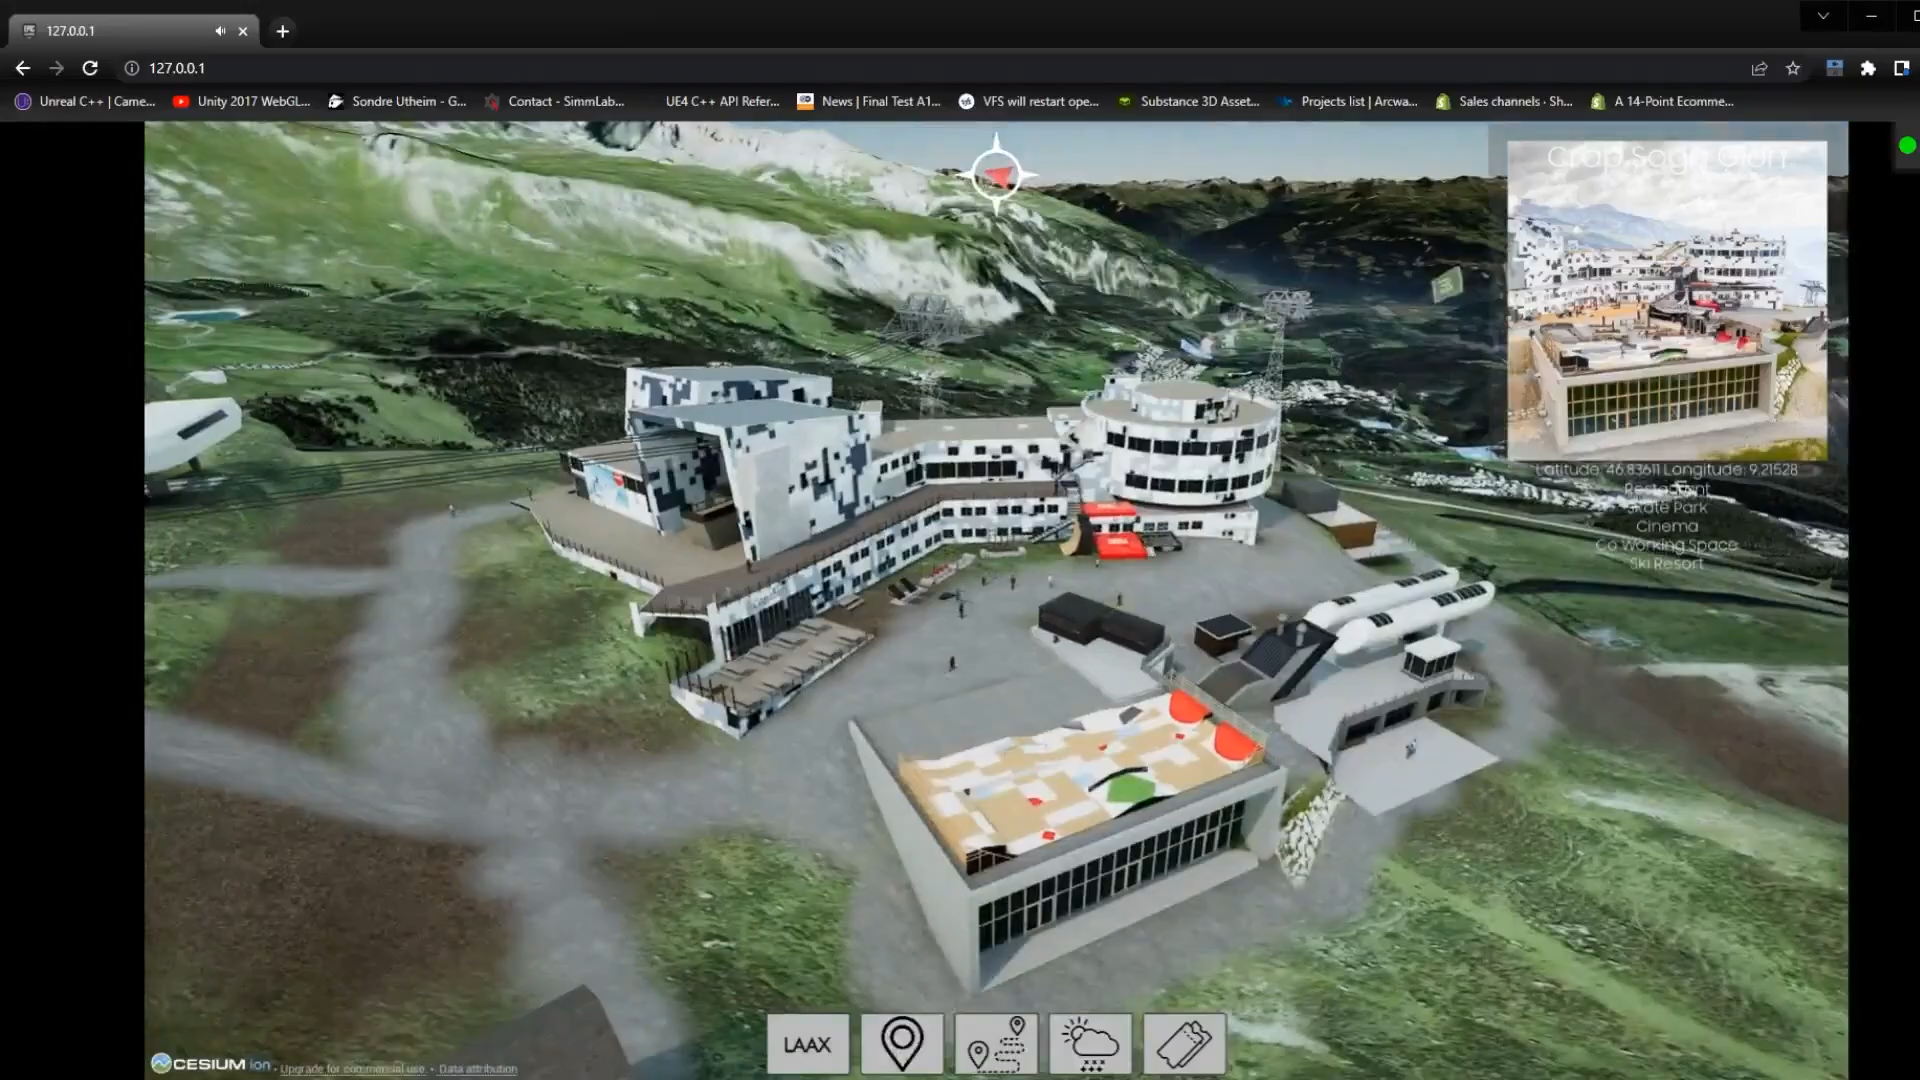 127.0.0.1
127.0.0.1
Unreal C++ | Came...
Unity 2017 WebGL...
Sondre Utheim - G...
Contact - SimmLab...
UE4 C++ API Refer...
News | Final Test A1...
VFS will restart ope...
Substance 3D Asset...
Projects list | Arcwa...
Sales channels · Sh...
A 14-Point Ecomme...
Crap Sogn Gion
Latitude: 46.83611 Longitude: 9.21528
Restaurant
Skate Park
Cinema
Co Working Space
Ski Resort
LAAX
CESIUM ion • Upgrade for commercial use. • Data attribution